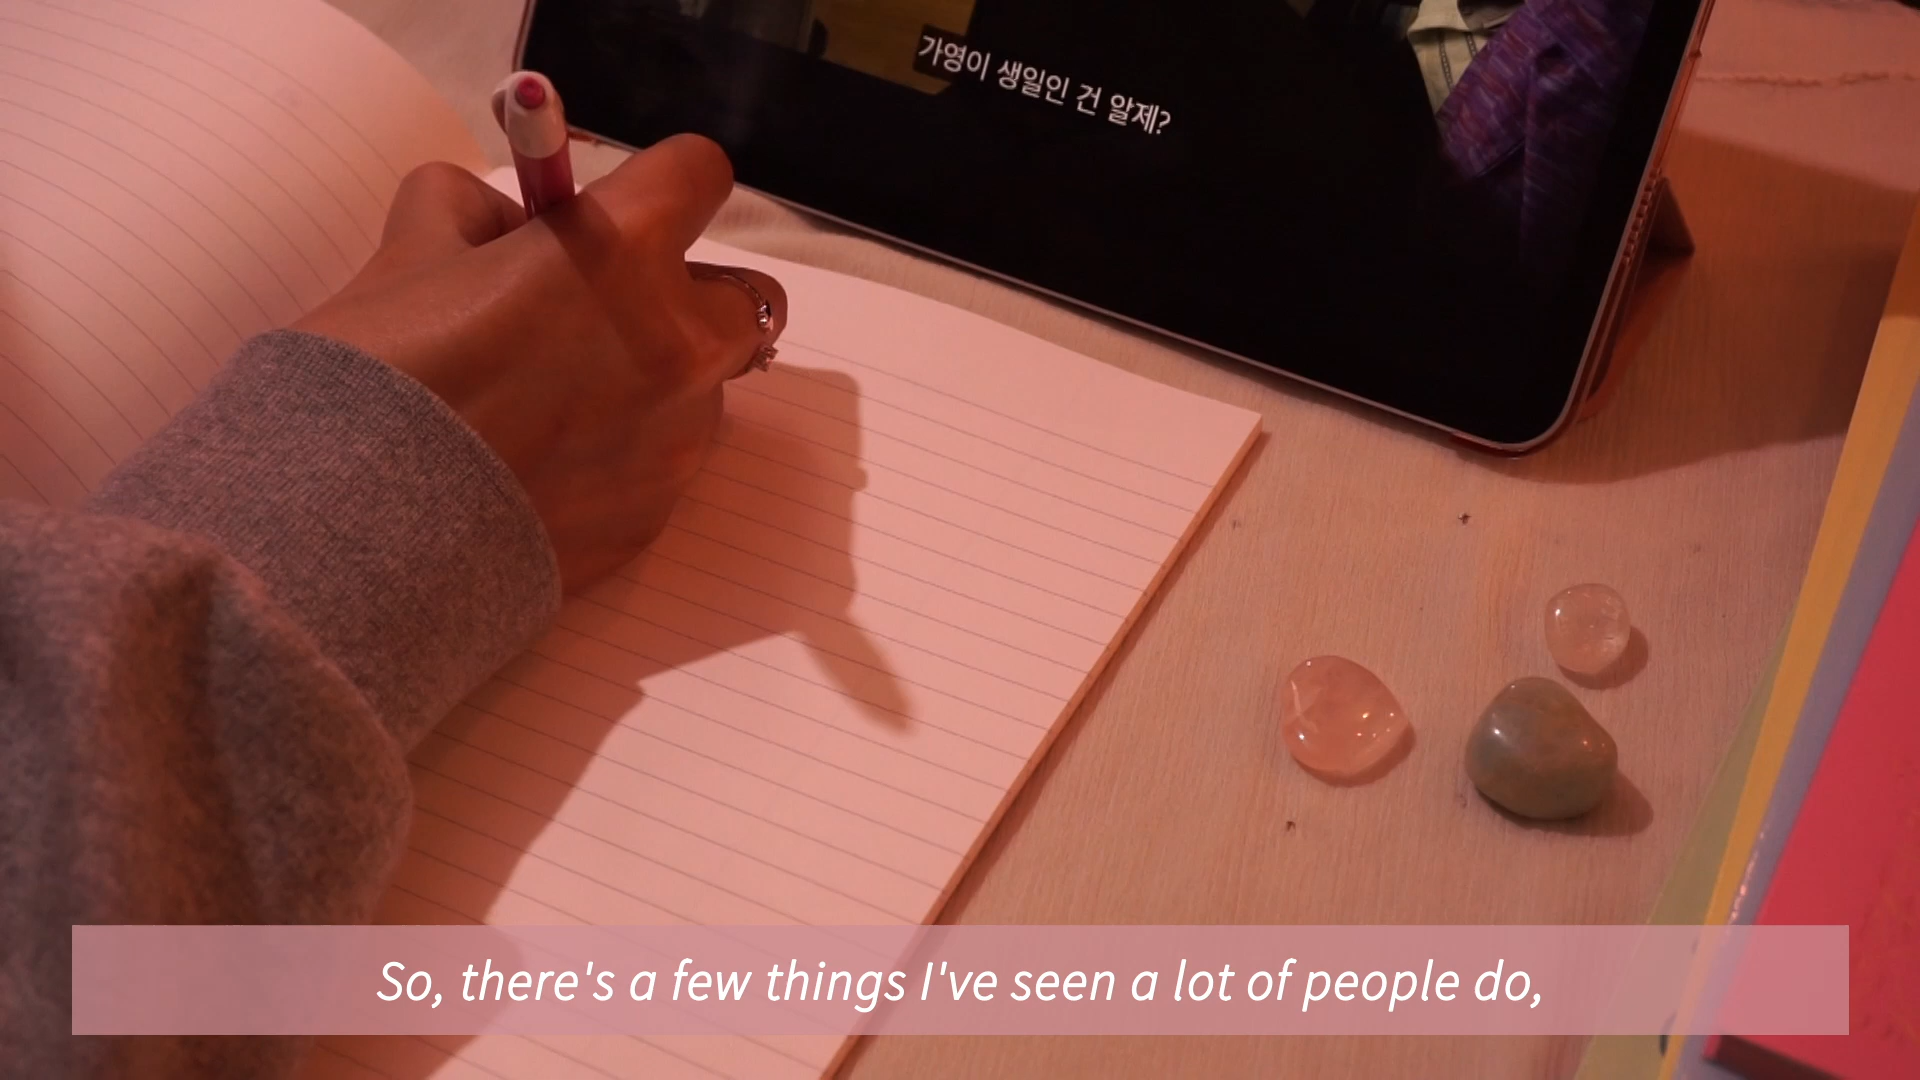 가영이 생일인 건 알제?
So, there's a few things I've seen a lot of people do,